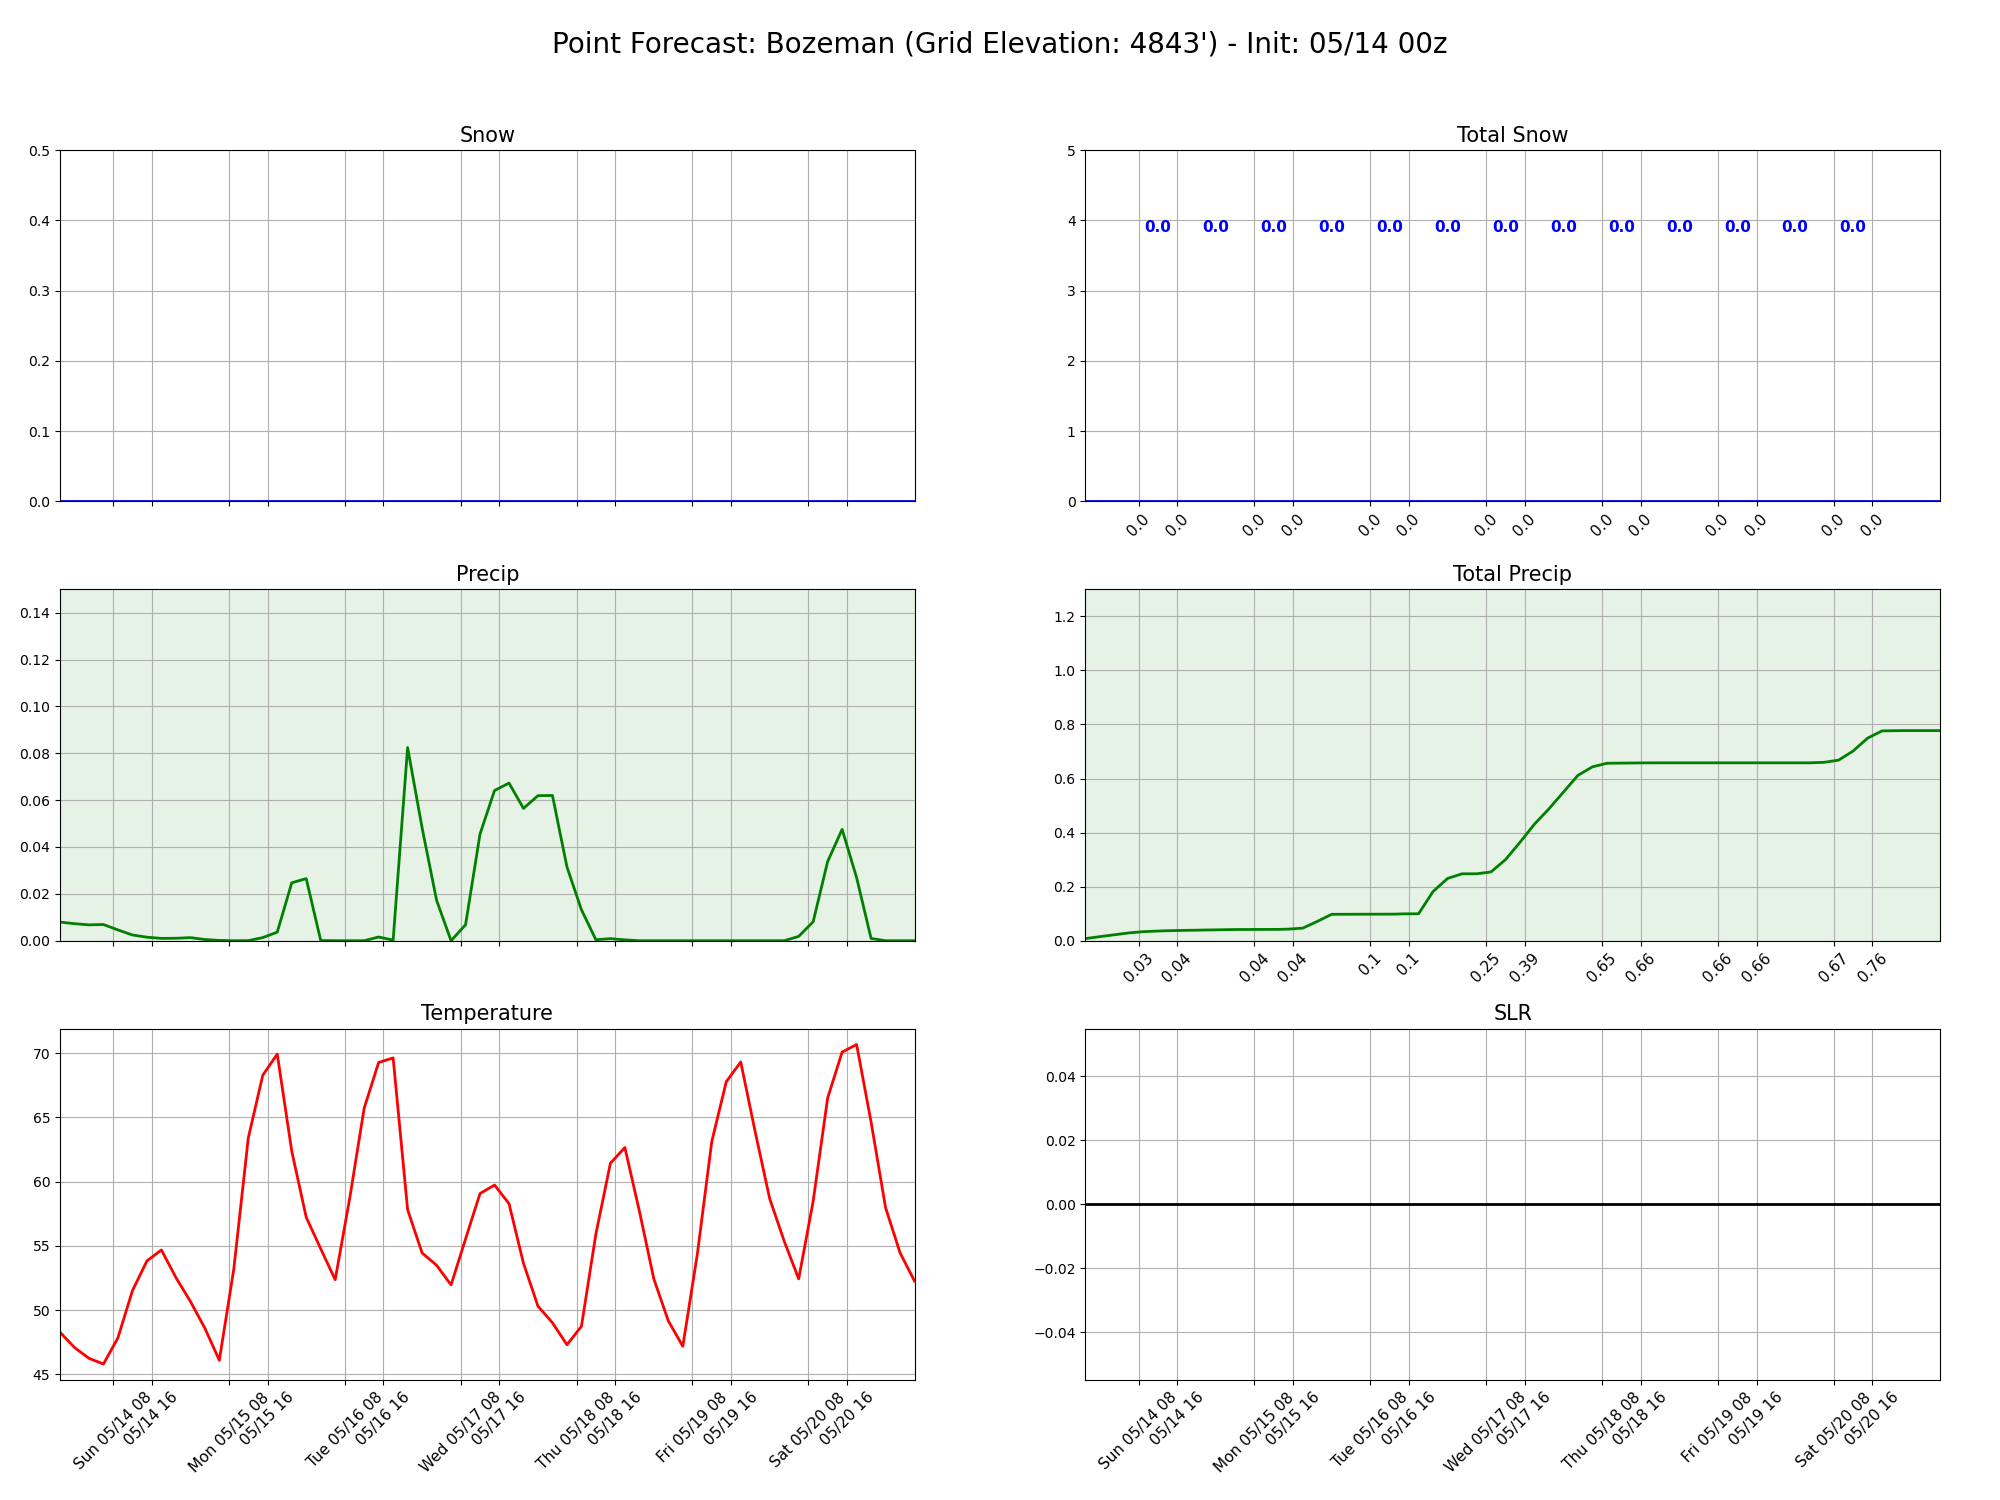 Point Forecast: Bozeman (Grid Elevation: 4843') - Init: 05/14 00z
Snow
0.5
0.4
0.3
0.2
0.1
0.0
Total Snow
5
4
3
2
1
0
0.0 0.0 0.0 0.0 0.0 0.0 0.0 0.0 0.0 0.0 0.0 0.0 0.0
0.0 0.0 0.0 0.0 0.0 0.0 0.0 0.0 0.0 0.0 0.0 0.0 0.0 0.0
Precip
0.14
0.12
0.10
0.08
0.06
0.04
0.02
0.00
Total Precip
1.2
1.0
0.8
0.6
0.4
0.2
0.0
0.03 0.04 0.04 0.04 0.1 0.1 0.25 0.39 0.65 0.66 0.66 0.66 0.67 0.76
Temperature
70
65
60
55
50
45
Sun 05/14 08
05/14 16
Mon 05/15 08
05/15 16
Tue 05/16 08
05/16 16
Wed 05/17 08
05/17 16
Thu 05/18 08
05/18 16
Fri 05/19 08
05/19 16
Sat 05/20 08
05/20 16
SLR
0.04
0.02
0.00
−0.02
−0.04
Sun 05/14 08
05/14 16
Mon 05/15 08
05/15 16
Tue 05/16 08
05/16 16
Wed 05/17 08
05/17 16
Thu 05/18 08
05/18 16
Fri 05/19 08
05/19 16
Sat 05/20 08
05/20 16